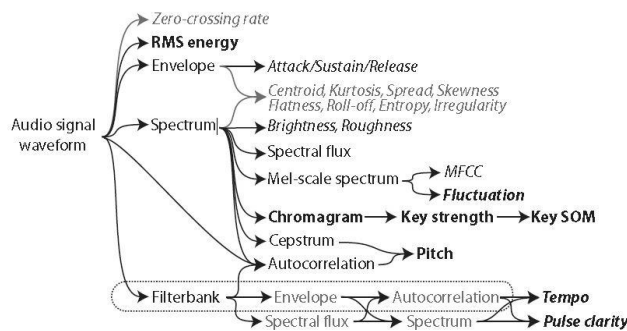 Zero-crossing rate
RMS energy
Envelope
Attack/Sustain/Release
Centroid, Kurtosis, Spread, Skewness
Flatness, Roll-off, Entropy, Irregularity
Audio signal
waveform
Spectrum
Brightness, Roughness
Spectral flux
Mel-scale spectrum
MFCC
Fluctuation
Chromagram
Key strength
Key SOM
Cepstrum
Pitch
Autocorrelation
Filterbank
Envelope
Autocorrelation
Tempo
Spectral flux
Spectrum
Pulse clarity